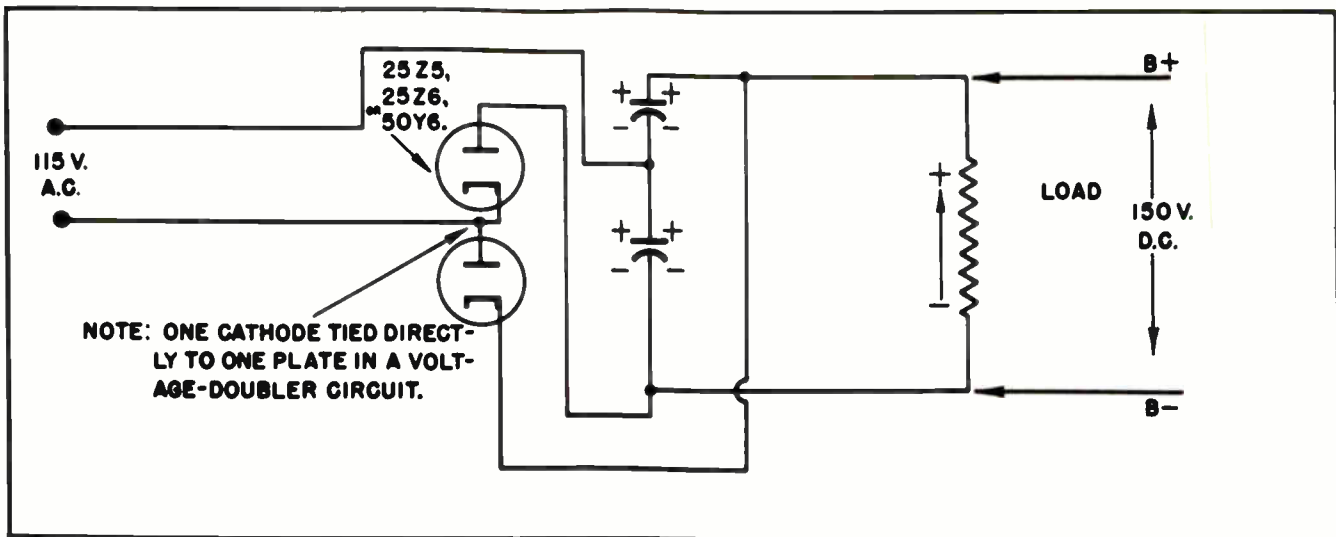 25Z5,
25Z6,
OR 50Y6.
115 V.
A.C.
NOTE: ONE CATHODE TIED DIRECT-
LY TO ONE PLATE IN A VOLT-
AGE-DOUBLER CIRCUIT.
+ +
- -
+ +
- -
+
-
LOAD
B+
150 V.
D.C.
B-